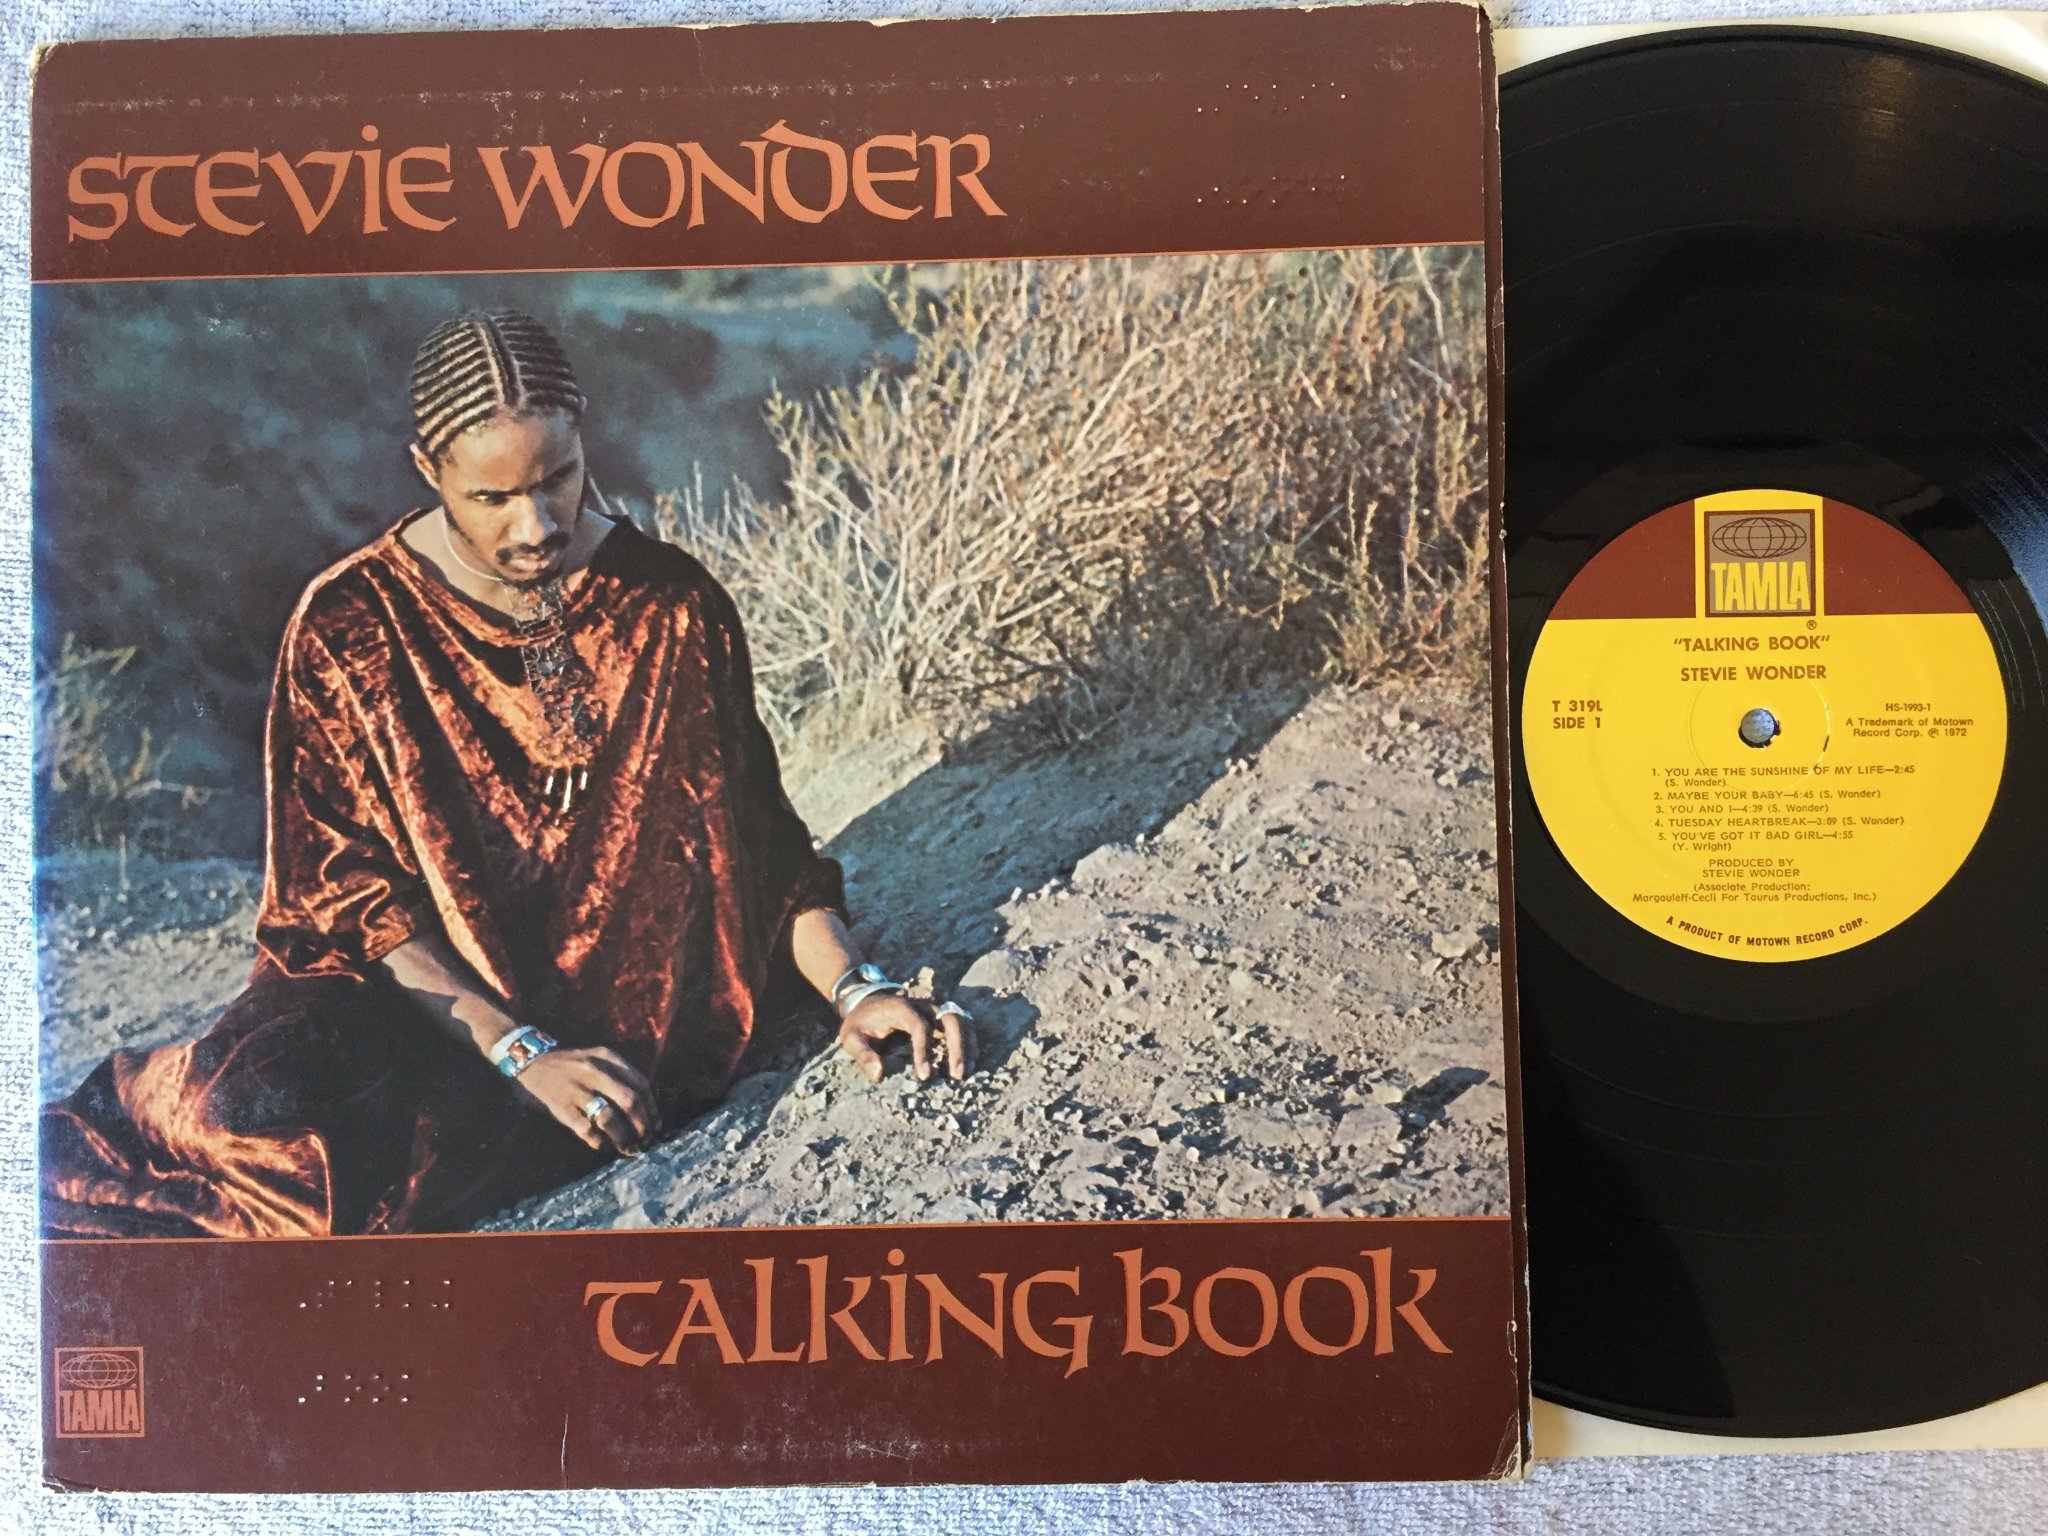 STEVIE WONDER
TALKING BOOK
TAMLA
TAMLA
®
"TALKING BOOK"
STEVIE WONDER
T 319L
SIDE 1
HS-1993-1
A Trademark of Motown
Record Corp. ℗ 1972
1. YOU ARE THE SUNSHINE OF MY LIFE—2:45
(S. Wonder)
2. MAYBE YOUR BABY—6:45 (S. Wonder)
3. YOU AND I—4:39 (S. Wonder)
4. TUESDAY HEARTBREAK—3:09 (S. Wonder)
5. YOU'VE GOT IT BAD GIRL—4:55
(Y. Wright)
PRODUCED BY
STEVIE WONDER
(Associate Production:
Margouleff-Cecil For Taurus Productions, Inc.)
A PRODUCT OF MOTOWN RECORD CORP.